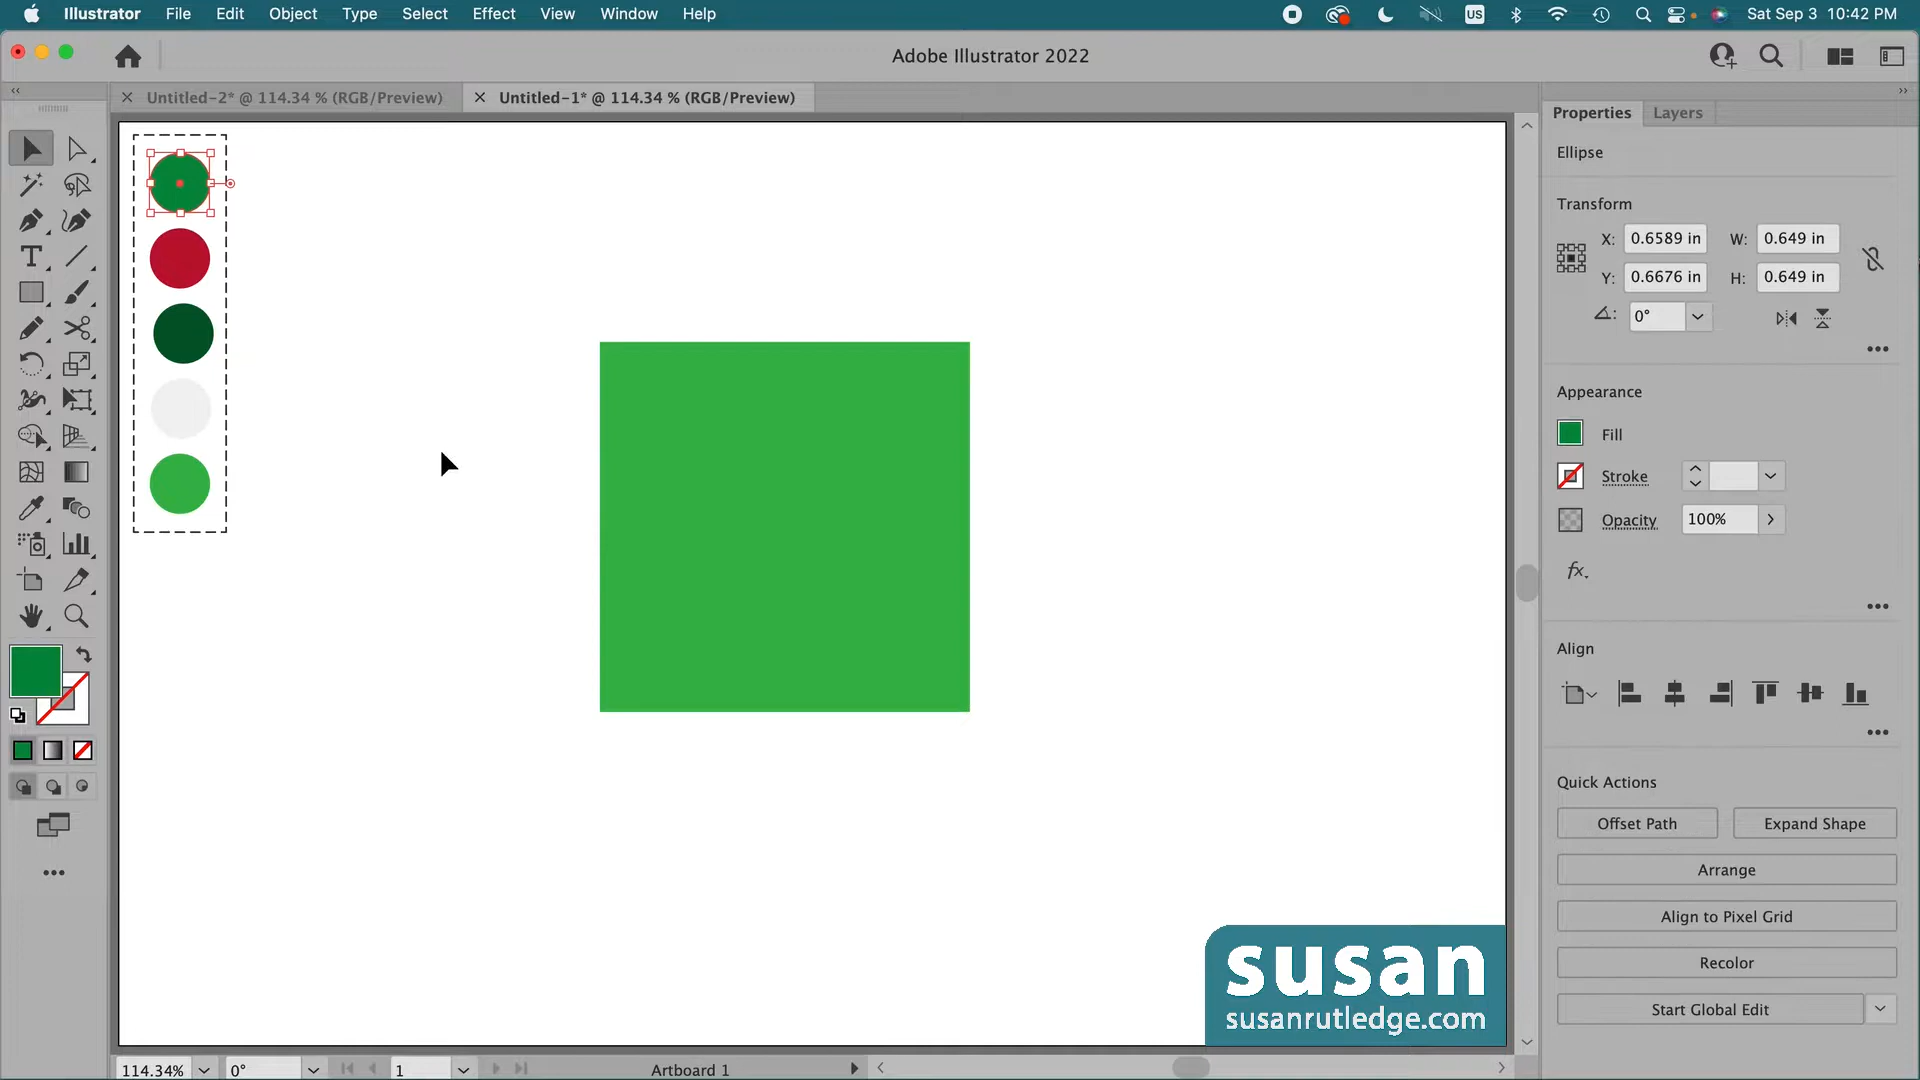 Illustrator File Edit Object Type Select Effect View Window Help US Sat Sep 3 10:42 PM
Adobe Illustrator 2022
Untitled-2* @ 114.34 % (RGB/Preview) Untitled-1* @ 114.34 % (RGB/Preview)
Properties Layers
Ellipse
Transform
X: 0.6589 in W: 0.649 in
Y: 0.6676 in H: 0.649 in
0°
Appearance
Fill
Stroke
Opacity 100%
fx.
Align
Quick Actions
Offset Path Expand Shape
Arrange
Align to Pixel Grid
Recolor
Start Global Edit
susan
susanrutledge.com
114.34% 0° 1 Artboard 1